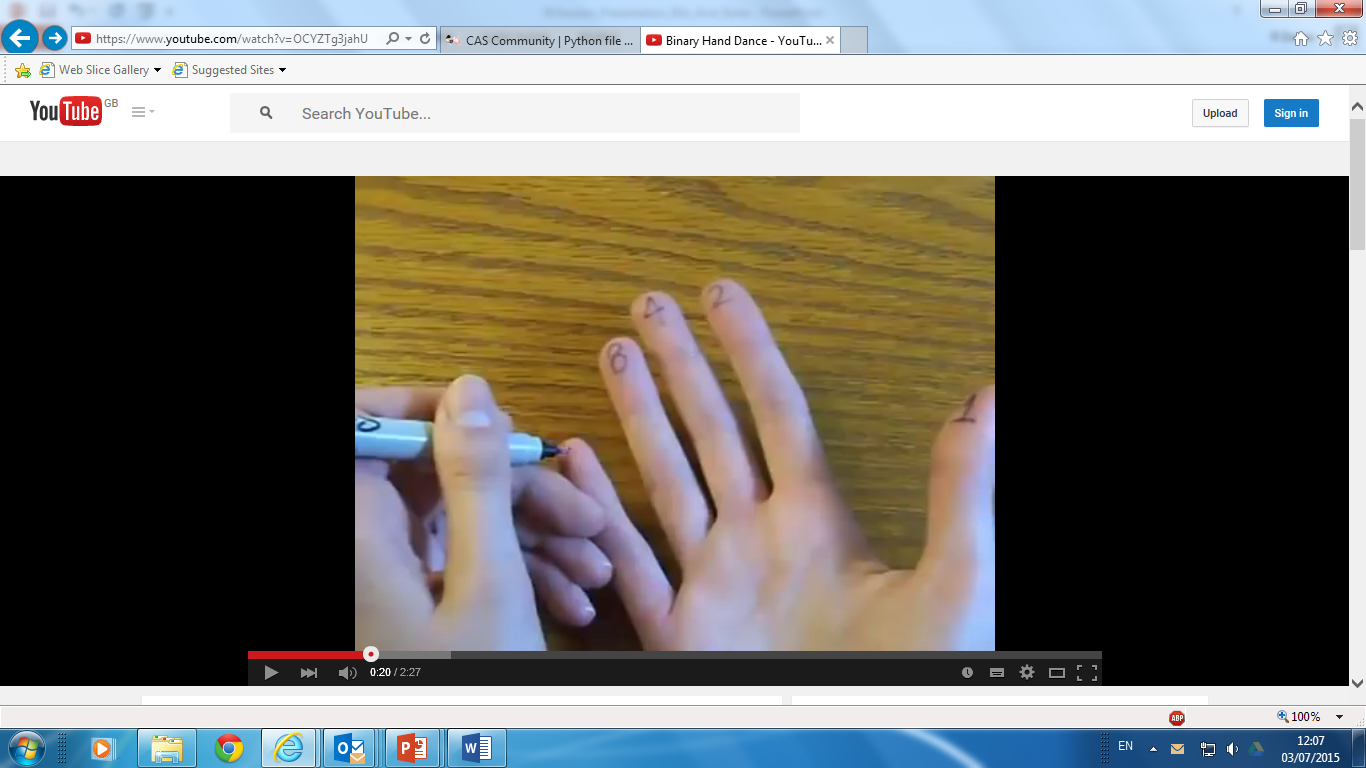 https://www.youtube.com/watch?v=OCYZTg3jahU
CAS Community | Python file ...
Binary Hand Dance - YouTu...
Web Slice Gallery
Suggested Sites
YouTube GB
Search YouTube...
Upload
Sign in
8 4 2 1
0:20 / 2:27
ABP
100%
EN
12:07
03/07/2015